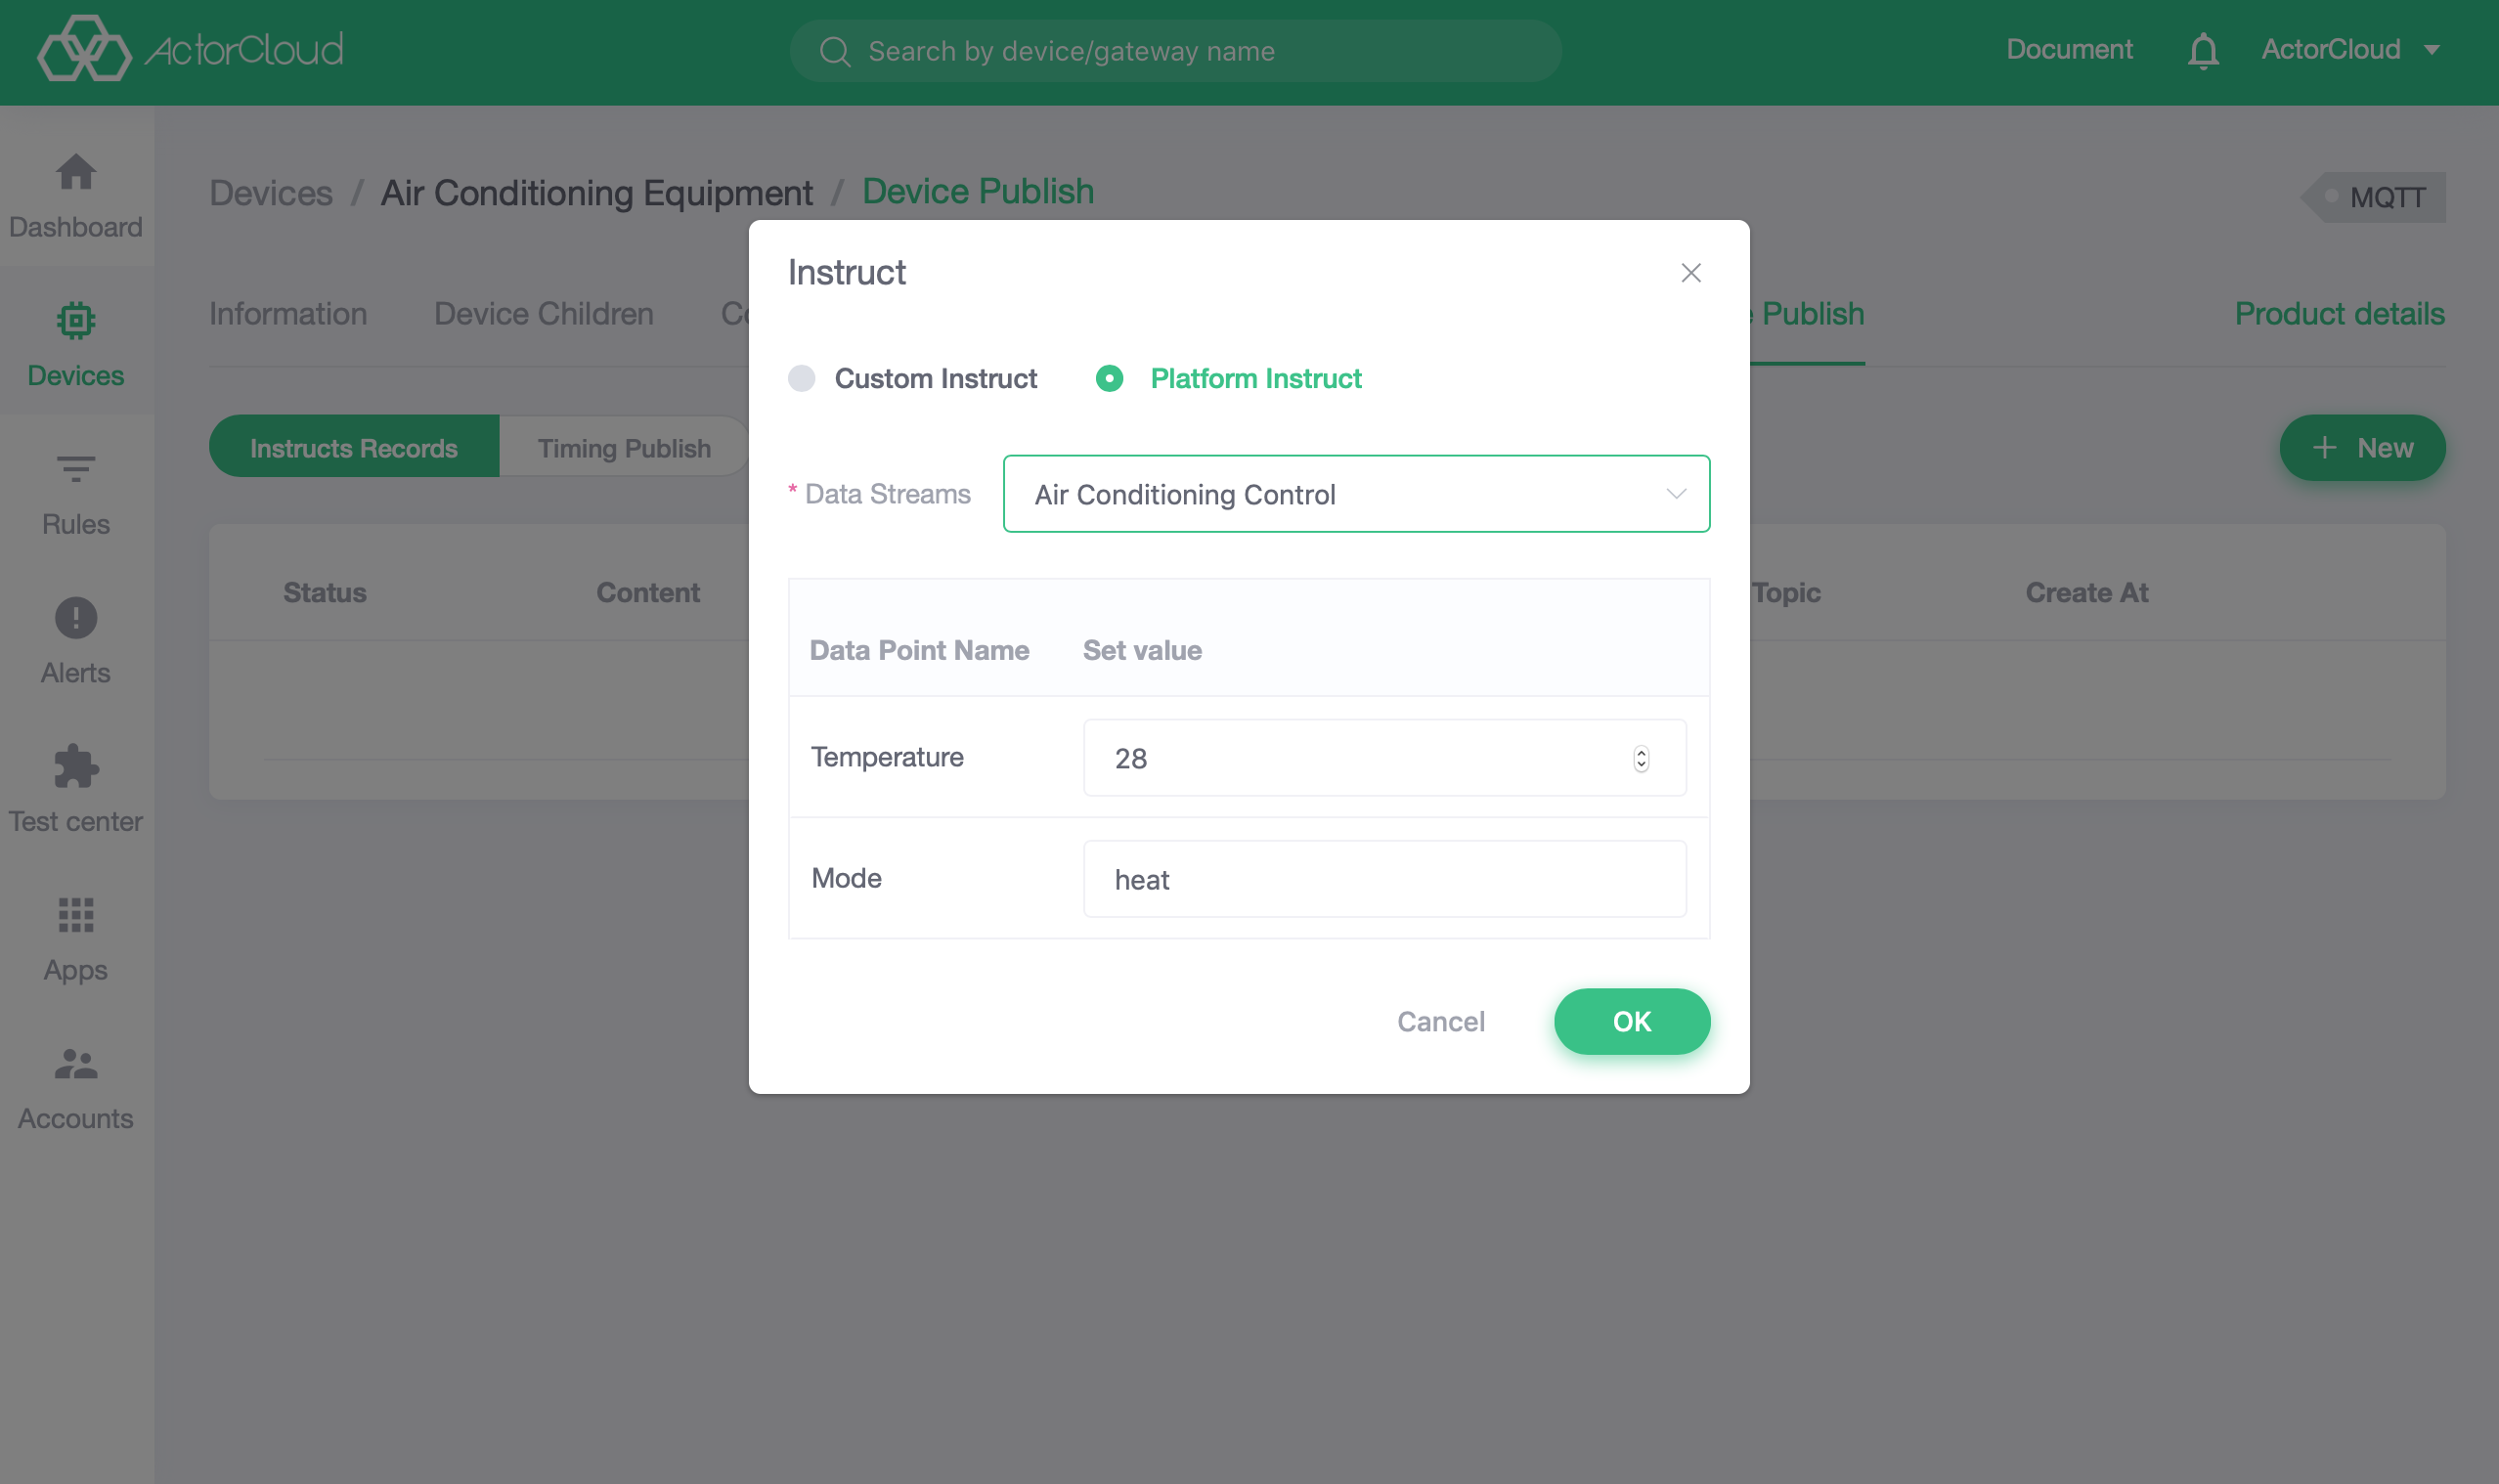 ActorCloud
Search by device/gateway name
Document
ActorCloud
Dashboard
Devices
Rules
Alerts
Test center
Apps
Accounts
Devices / Air Conditioning Equipment / Device Publish
MQTT
Information Device Children
Publish Product details
Instructs Records Timing Publish
New
Status Content Topic Create At
Instruct
Custom Instruct Platform Instruct
* Data Streams Air Conditioning Control
Data Point Name Set value
Temperature 28
Mode heat
Cancel OK